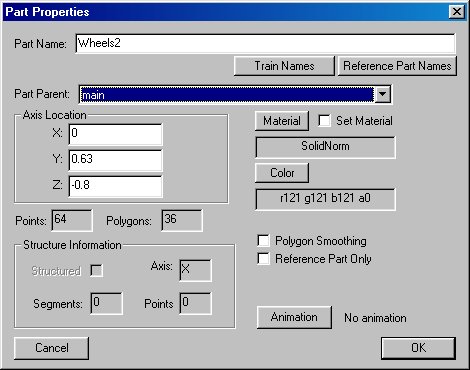 Part Properties
Part Name: Wheels2
Train Names Reference Part Names
Part Parent: main
Axis Location
X: 0
Y: 0.63
Z: -0.8
Material Set Material
SolidNorm
Color
r121 g121 b121 a0
Points: 64 Polygons: 36
Structure Information
Structured Axis: X
Segments: 0 Points 0
Polygon Smoothing
Reference Part Only
Animation No animation
Cancel OK